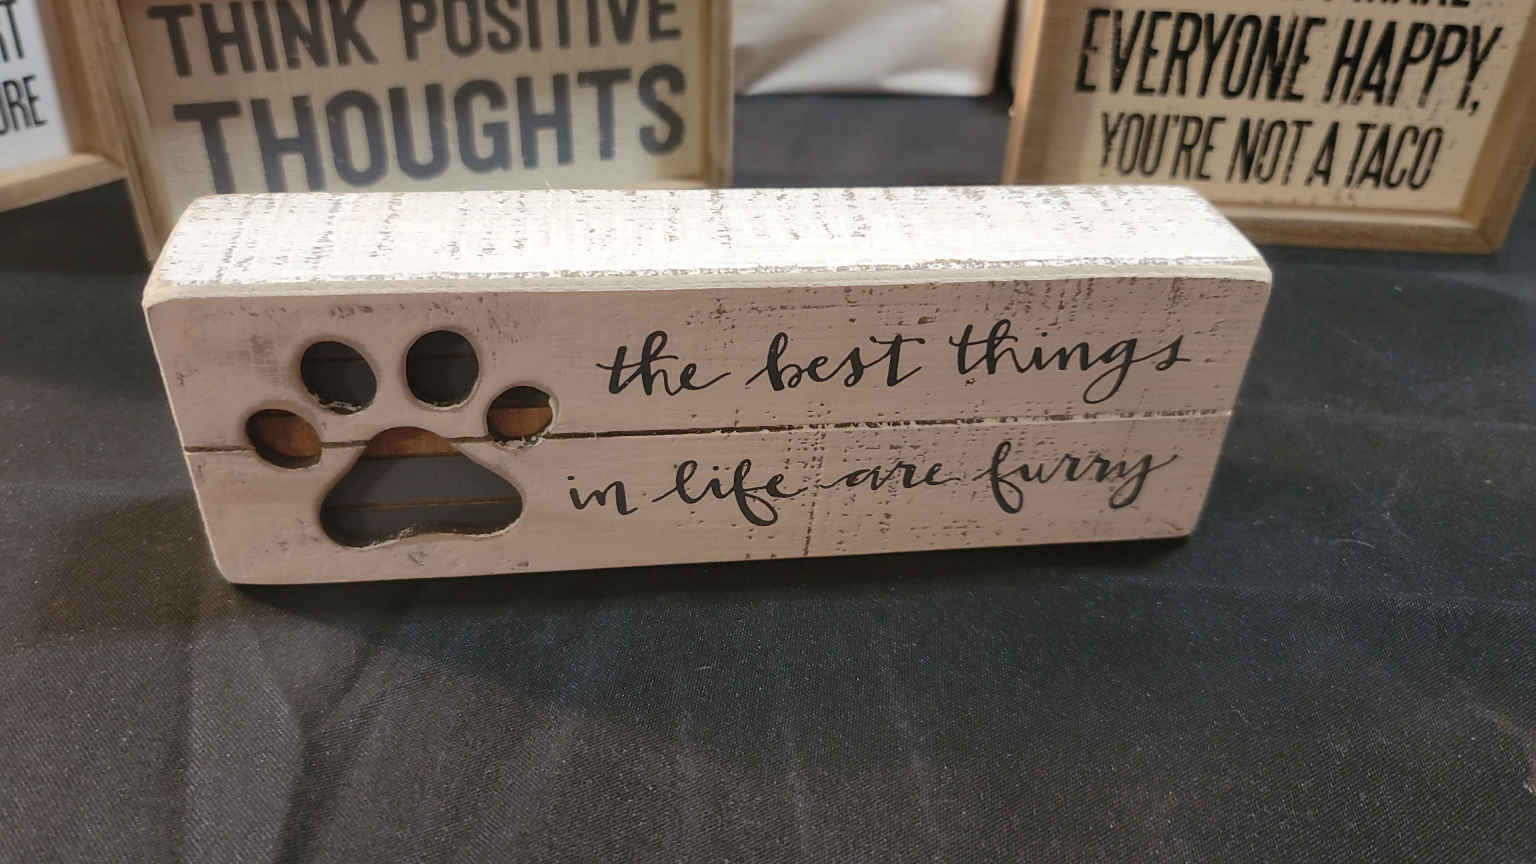 THINK POSITIVE
THOUGHTS
EVERYONE HAPPY,
YOU'RE NOT A TACO
the best things
in life are furry